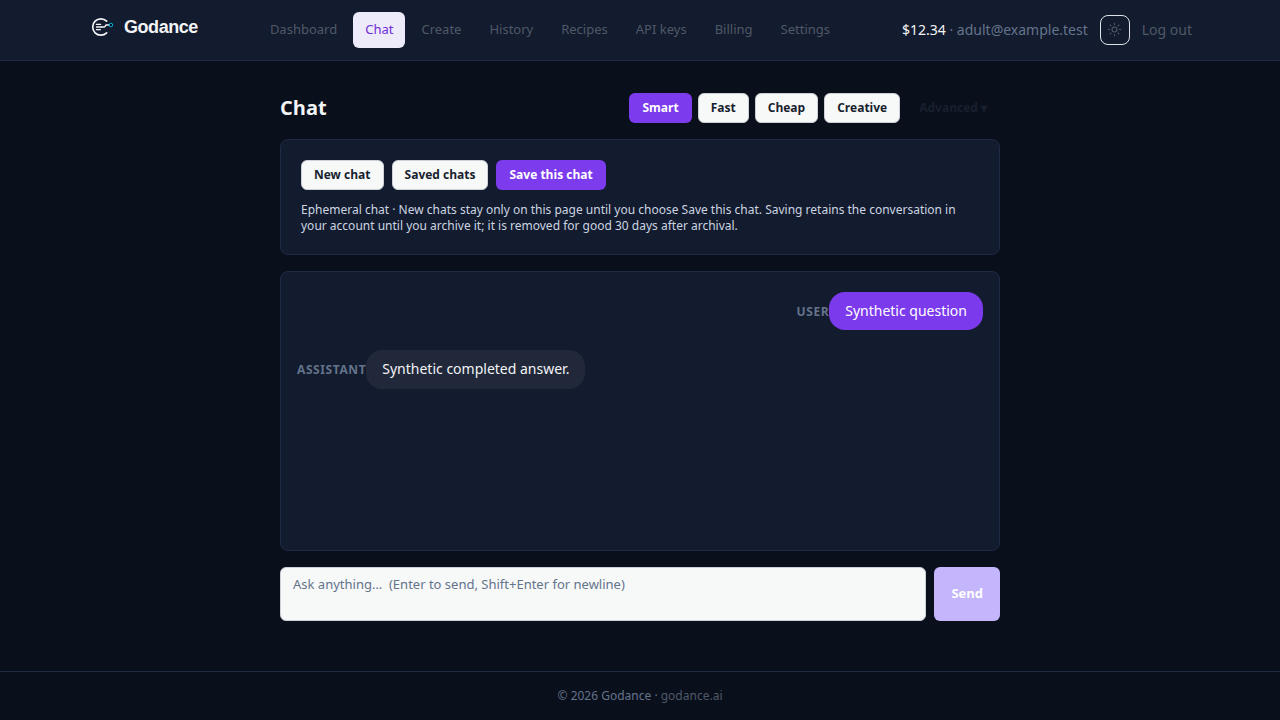 Godance
Dashboard Chat Create History Recipes API keys Billing Settings
$12.34 · adult@example.test Log out
Chat
Smart Fast Cheap Creative Advanced ▾
New chat Saved chats Save this chat
Ephemeral chat · New chats stay only on this page until you choose Save this chat. Saving retains the conversation in
your account until you archive it; it is removed for good 30 days after archival.
USER Synthetic question
ASSISTANT Synthetic completed answer.
Ask anything... (Enter to send, Shift+Enter for newline)
Send
© 2026 Godance · godance.ai